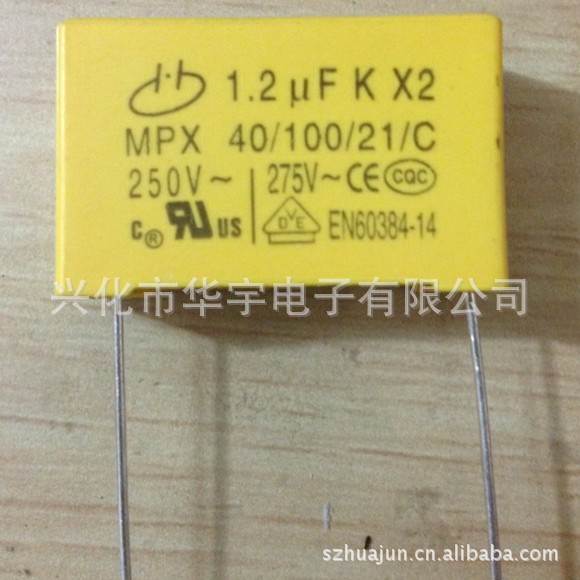 1.2 µF K X2
MPX 40/100/21/C
250V~ 275V~ CE CQC
C ® RU US DVE EN60384-14
兴化市华宇电子有限公司
szhuajun.cn.alibaba.com